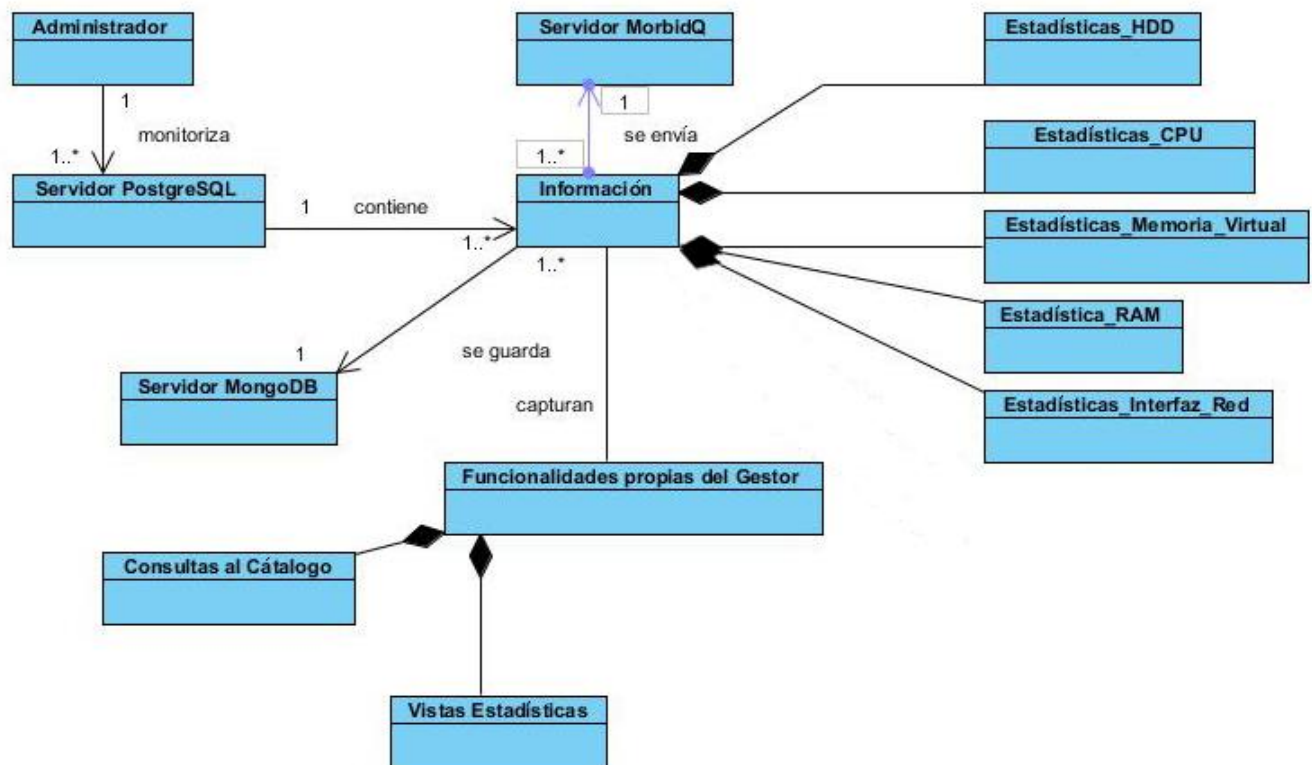 Administrador
Servidor MorbidQ
Estadísticas_HDD
1
1
monitoriza
se envía
Estadísticas_CPU
1..*
1..*
Servidor PostgreSQL
Información
1
contiene
Estadísticas_Memoria_Virtual
1..*
1..*
Estadística_RAM
1
se guarda
Servidor MongoDB
capturan
Estadísticas_Interfaz_Red
Funcionalidades propias del Gestor
Consultas al Cátalogo
Vistas Estadísticas